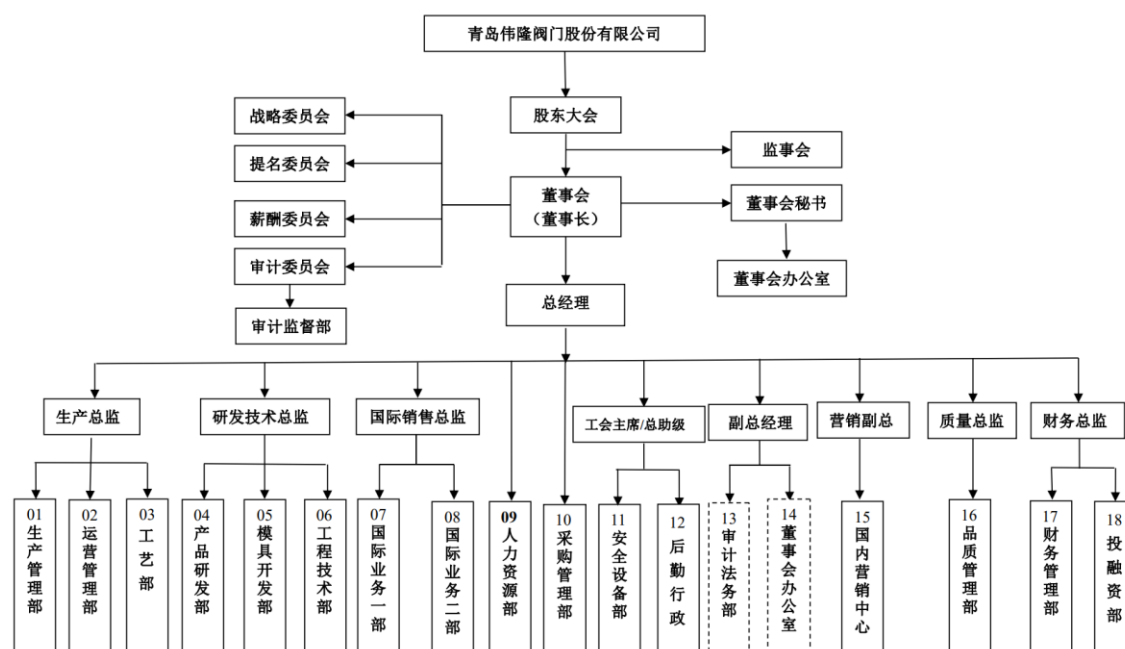 青岛伟隆阀门股份有限公司
股东大会
战略委员会
提名委员会
薪酬委员会
审计委员会
审计监督部
监事会
董事会
（董事长）
董事会秘书
董事会办公室
总经理
生产总监
研发技术总监
国际销售总监
工会主席/总助级
副总经理
营销副总
质量总监
财务总监
01
生产管理部
02
运营管理部
03
工艺部
04
产品研发部
05
模具开发部
06
工程技术部
07
国际业务一部
08
国际业务二部
09
人力资源部
10
采购管理部
11
安全设备部
12
后勤行政
13
审计法务部
14
董事会办公室
15
国内营销中心
16
品质管理部
17
财务管理部
18
投融资部